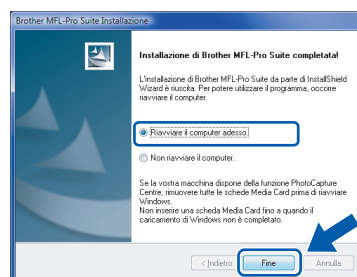 Brother MFL-Pro Suite Installazione
Installazione di Brother MFL-Pro Suite completata!
L'installazione di Brother MFL-Pro Suite da parte di InstallShield
Wizard è riuscita. Per potere utilizzare il programma, occorre
riavviare il computer.
Riavviare il computer adesso.
Non riavviare il computer.
Se la vostra macchina dispone della funzione PhotoCapture
Centre, rimuovere tutte le schede Media Card prima di riavviare
Windows.
Non inserire una scheda Media Card fino a quando il
caricamento di Windows non è completato.
< Indietro Fine Annulla